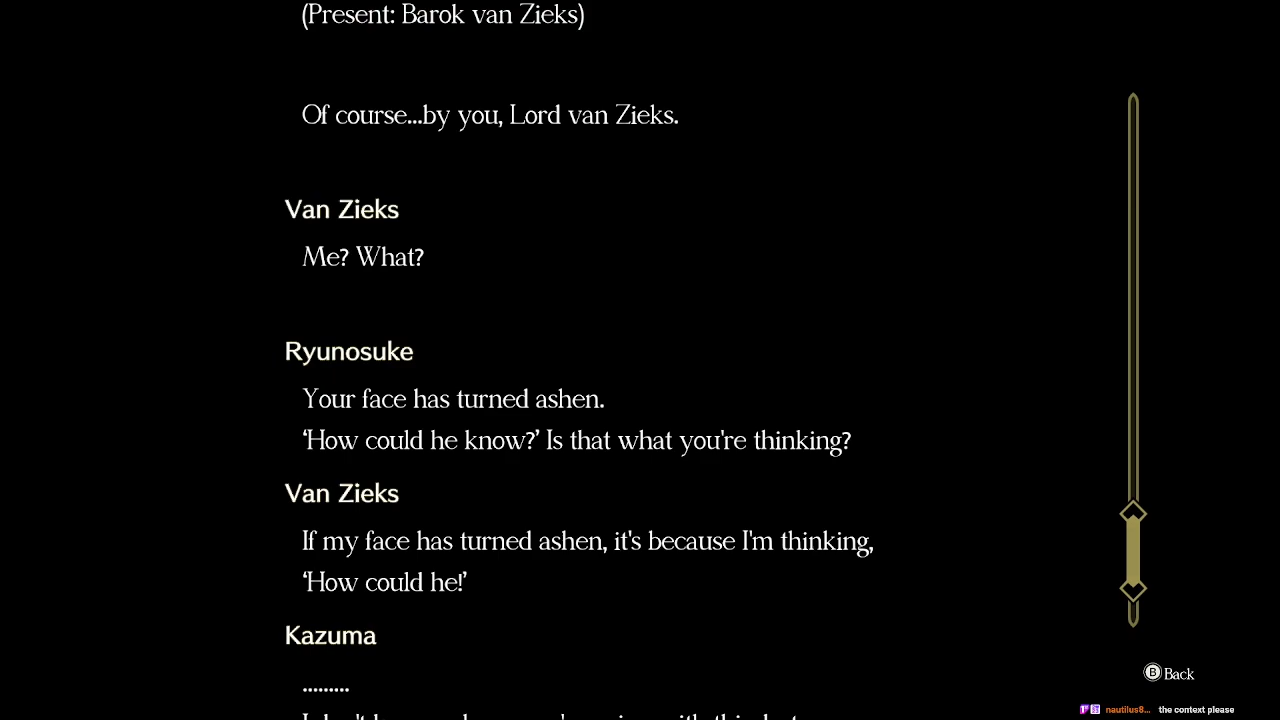 (Present: Barok van Zieks)
Of course...by you, Lord van Zieks.
Van Zieks
Me? What?
Ryunosuke
Your face has turned ashen.
‘How could he know?’ Is that what you're thinking?
Van Zieks
If my face has turned ashen, it's because I'm thinking,
‘How could he!’
Kazuma
.........
B Back
nautilus8... the context please